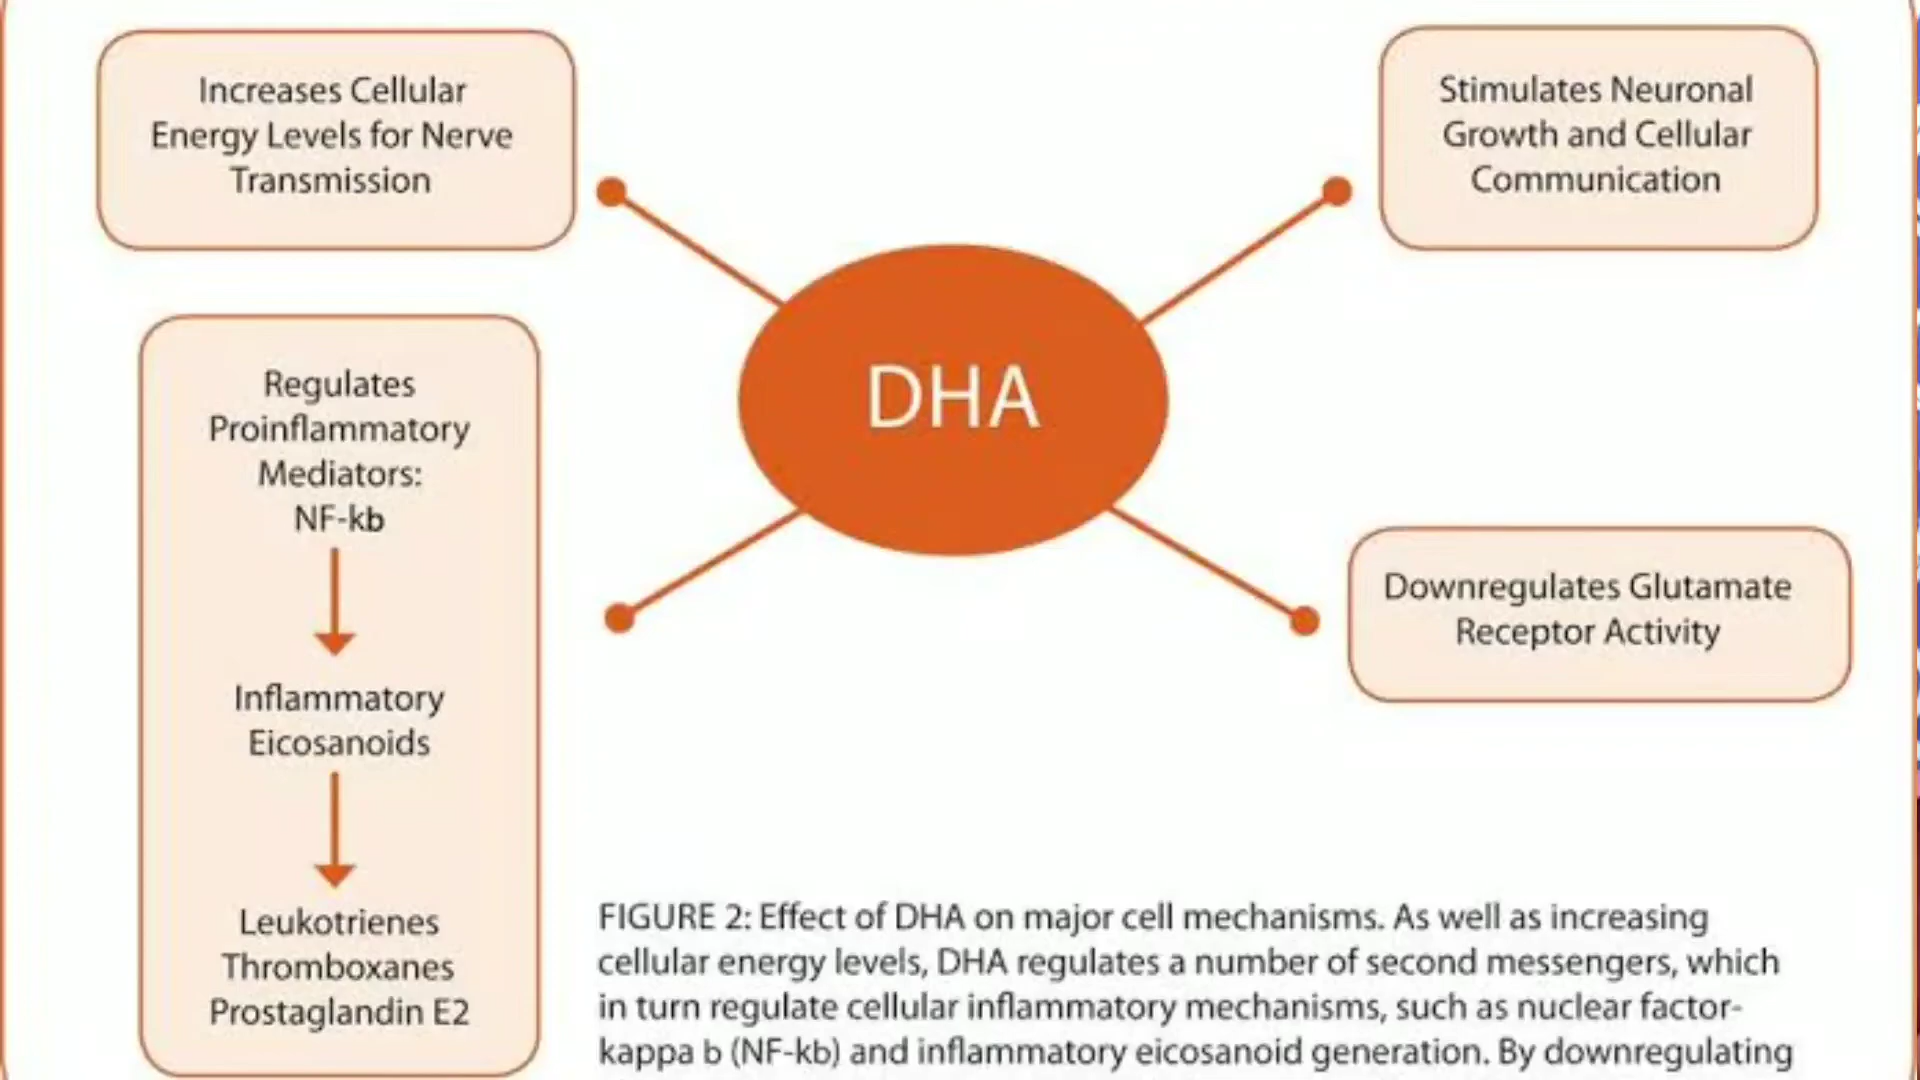 Increases Cellular
Energy Levels for Nerve
Transmission
Stimulates Neuronal
Growth and Cellular
Communication
DHA
Regulates
Proinflammatory
Mediators:
NF-kb
Inflammatory
Eicosanoids
Leukotrienes
Thromboxanes
Prostaglandin E2
Downregulates Glutamate
Receptor Activity
FIGURE 2: Effect of DHA on major cell mechanisms. As well as increasing
cellular energy levels, DHA regulates a number of second messengers, which
in turn regulate cellular inflammatory mechanisms, such as nuclear factor-
kappa b (NF-kb) and inflammatory eicosanoid generation. By downregulating